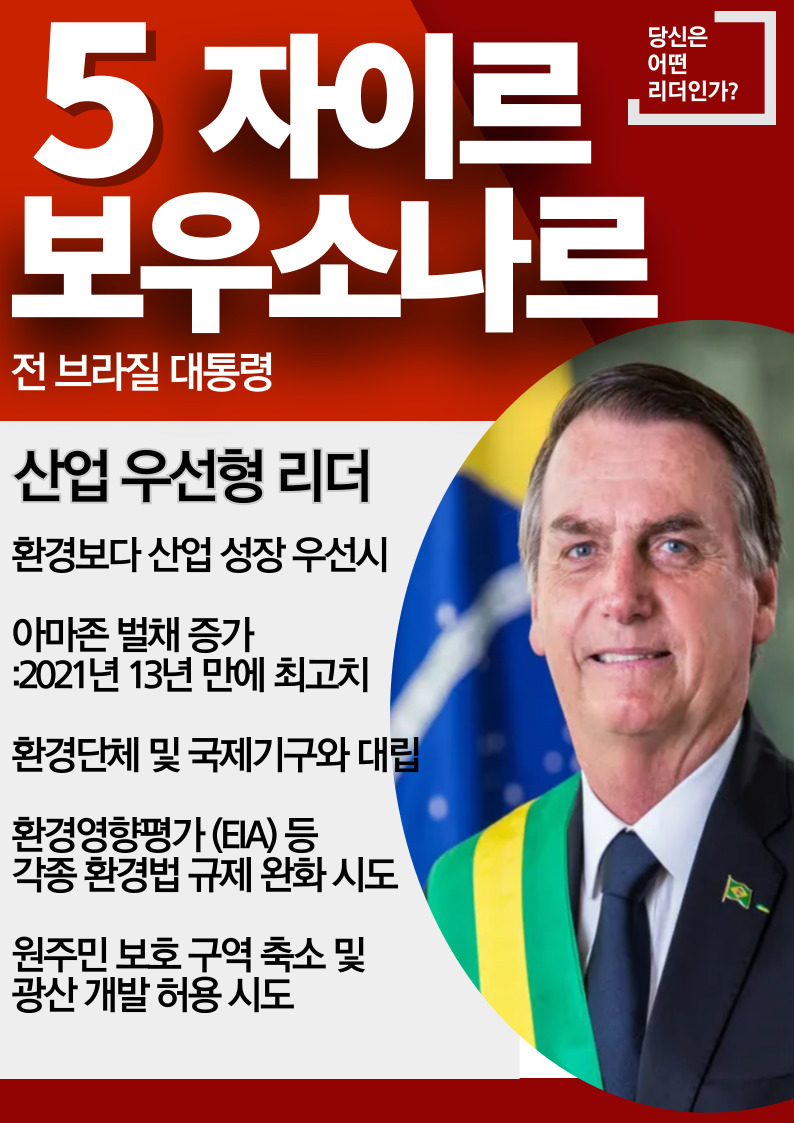 당신은
어떤
리더인가?
5 자이르
보우소나르
전 브라질 대통령
산업 우선형 리더
환경보다 산업 성장 우선시
아마존 벌채 증가
:2021년 13년 만에 최고치
환경단체 및 국제기구와 대립
환경영향평가 (EIA) 등
각종 환경법 규제 완화 시도
원주민 보호 구역 축소 및
광산 개발 허용 시도